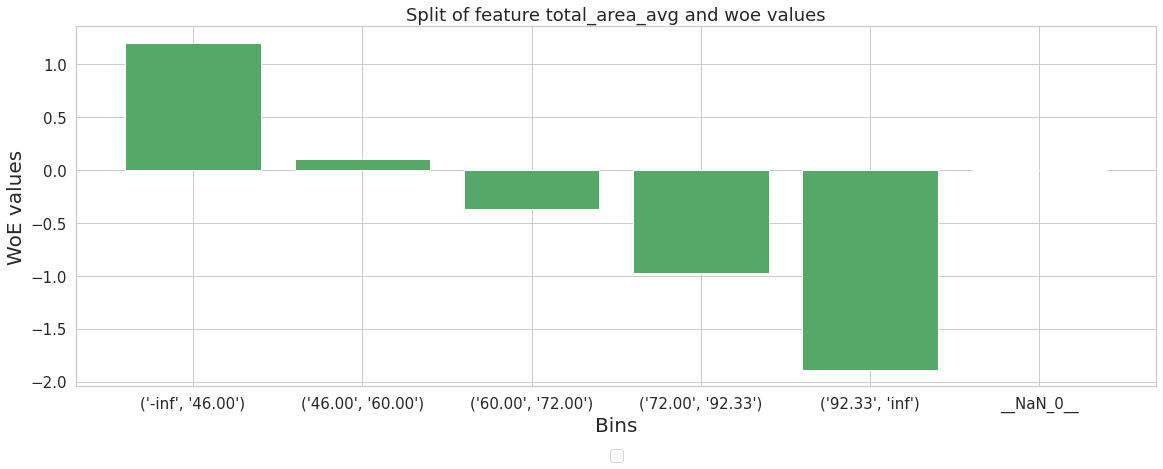 Split of feature total_area_avg and woe values
WoE values
1.0
0.5
0.0
−0.5
−1.0
−1.5
−2.0
('-inf', '46.00') ('46.00', '60.00') ('60.00', '72.00') ('72.00', '92.33') ('92.33', 'inf') __NaN_0__
Bins